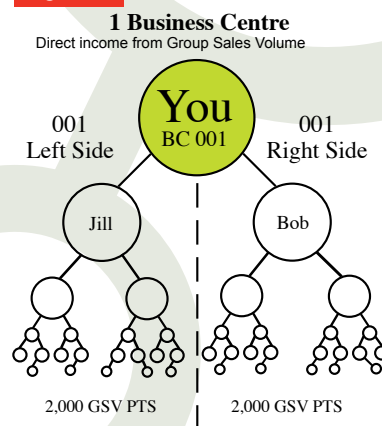 1 Business Centre
Direct income from Group Sales Volume
You
BC 001
001
Left Side
001
Right Side
Jill
Bob
2,000 GSV PTS
2,000 GSV PTS